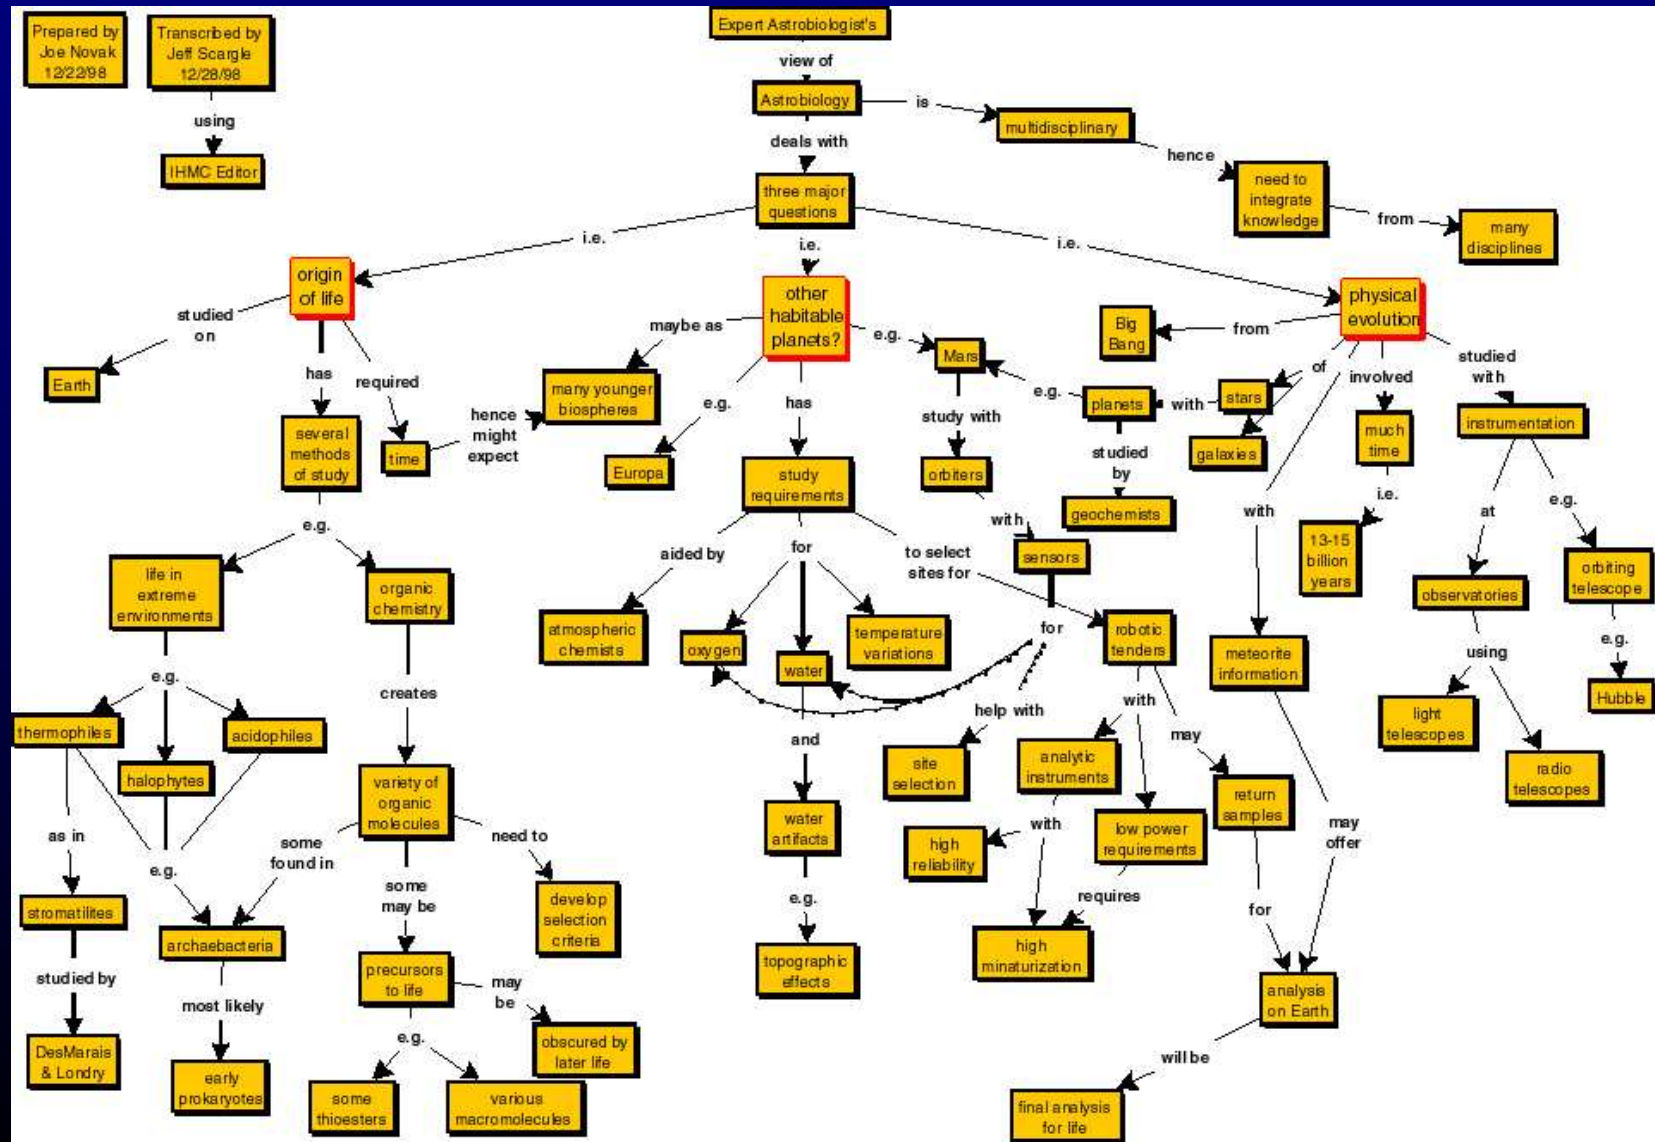 Prepared by
Joe Novak
12/22/98
Transcribed by
Jeff Scargle
12/28/98
using
IHMC Editor
Expert Astrobiologist's
view of
Astrobiology
is
multidisciplinary
hence
need to
integrate
knowledge
from
many
disciplines
deals with
three major
questions
i.e.
i.e.
i.e.
origin
of life
studied
on
Earth
has
required
several
methods
of study
time
hence
might
expect
e.g.
life in
extreme
environments
organic
chemistry
e.g.
thermophiles
halophytes
acidophiles
as in
e.g.
stromatilites
studied by
DesMarais
& Londry
archaebacteria
most likely
early
prokaryotes
creates
variety of
organic
molecules
some
found in
some
may be
need to
develop
selection
criteria
precursors
to life
may
be
obscured by
later life
e.g.
some
thioesters
various
macromolecules
other
habitable
planets?
maybe as
many younger
biospheres
e.g.
Europa
has
e.g.
Mars
study
requirements
aided by
atmospheric
chemists
for
oxygen
water
temperature
variations
to select
sites for
robotic
tenders
and
water
artifacts
e.g.
topographic
effects
study with
orbiters
with
sensors
for
help with
site
selection
with
analytic
instruments
may
return
samples
with
high
reliability
low power
requirements
requires
high
minaturization
for
physical
evolution
from
Big
Bang
of
stars
galaxies
with
planets
e.g.
studied
by
geochemists
involved
much
time
i.e.
13-15
billion
years
with
meteorite
information
may
offer
analysis
on Earth
will be
final analysis
for life
studied
with
instrumentation
at
observatories
using
light
telescopes
radio
telescopes
e.g.
orbiting
telescope
e.g.
Hubble